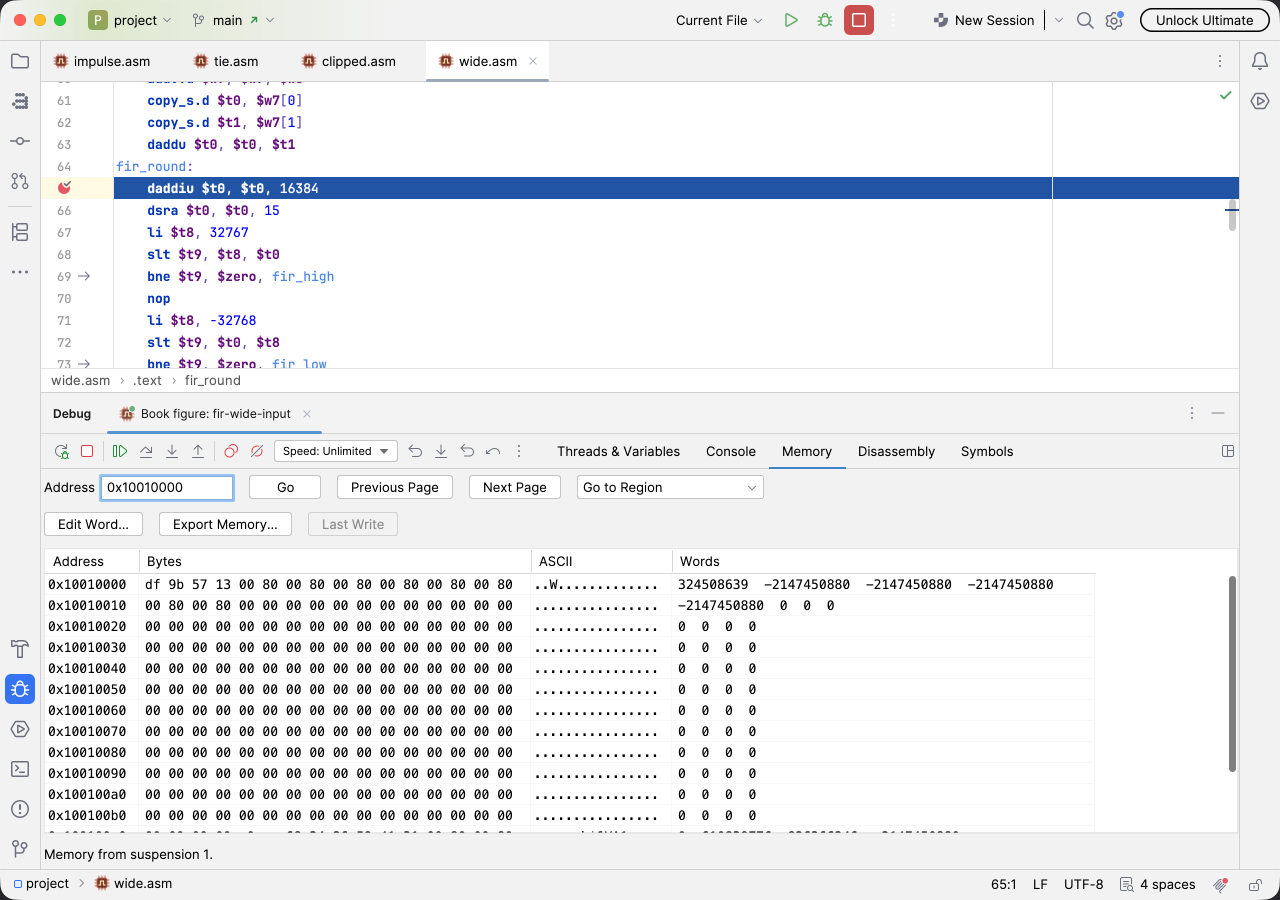 P project main Current File New Session Unlock Ultimate
impulse.asm tie.asm clipped.asm wide.asm
61 copy_s.d $t0, $w7[0]
62 copy_s.d $t1, $w7[1]
63 daddu $t0, $t0, $t1
64 fir_round:
daddiu $t0, $t0, 16384
66 dsra $t0, $t0, 15
67 li $t8, 32767
68 slt $t9, $t8, $t0
69 bne $t9, $zero, fir_high
70 nop
71 li $t8, -32768
72 slt $t9, $t0, $t8
73 bne $t9, $zero, fir_low
wide.asm › .text › fir_round
Debug Book figure: fir-wide-input
Speed: Unlimited Threads & Variables Console Memory Disassembly Symbols
Address 0x10010000 Go Previous Page Next Page Go to Region
Edit Word... Export Memory... Last Write
Address Bytes ASCII Words
0x10010000 df 9b 57 13 00 80 00 80 00 80 00 80 00 80 00 80 ..W............. 324508639 -2147450880 -2147450880 -2147450880
0x10010010 00 80 00 80 00 00 00 00 00 00 00 00 00 00 00 00 ................ -2147450880 0 0 0
0x10010020 00 00 00 00 00 00 00 00 00 00 00 00 00 00 00 00 ................ 0 0 0 0
0x10010030 00 00 00 00 00 00 00 00 00 00 00 00 00 00 00 00 ................ 0 0 0 0
0x10010040 00 00 00 00 00 00 00 00 00 00 00 00 00 00 00 00 ................ 0 0 0 0
0x10010050 00 00 00 00 00 00 00 00 00 00 00 00 00 00 00 00 ................ 0 0 0 0
0x10010060 00 00 00 00 00 00 00 00 00 00 00 00 00 00 00 00 ................ 0 0 0 0
0x10010070 00 00 00 00 00 00 00 00 00 00 00 00 00 00 00 00 ................ 0 0 0 0
0x10010080 00 00 00 00 00 00 00 00 00 00 00 00 00 00 00 00 ................ 0 0 0 0
0x10010090 00 00 00 00 00 00 00 00 00 00 00 00 00 00 00 00 ................ 0 0 0 0
0x100100a0 00 00 00 00 00 00 00 00 00 00 00 00 00 00 00 00 ................ 0 0 0 0
0x100100b0 00 00 00 00 00 00 00 00 00 00 00 00 00 00 00 00 ................ 0 0 0 0
Memory from suspension 1.
project › wide.asm 65:1 LF UTF-8 4 spaces